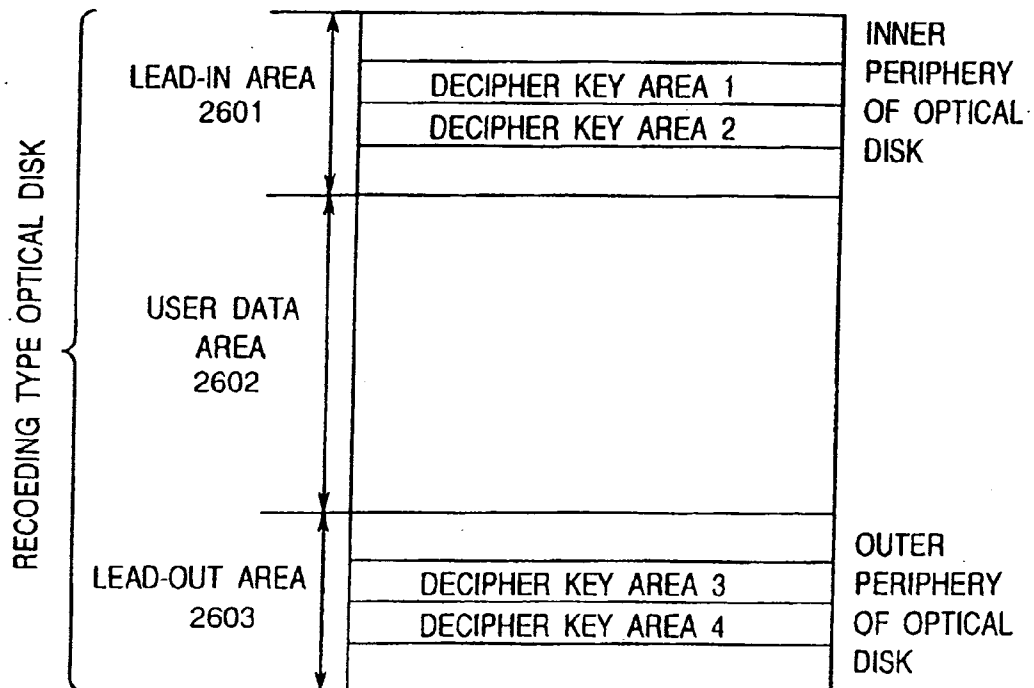 RECOEDING TYPE OPTICAL DISK
LEAD-IN AREA
2601
DECIPHER KEY AREA 1
DECIPHER KEY AREA 2
INNER
PERIPHERY
OF OPTICAL
DISK
USER DATA
AREA
2602
LEAD-OUT AREA
2603
DECIPHER KEY AREA 3
DECIPHER KEY AREA 4
OUTER
PERIPHERY
OF OPTICAL
DISK